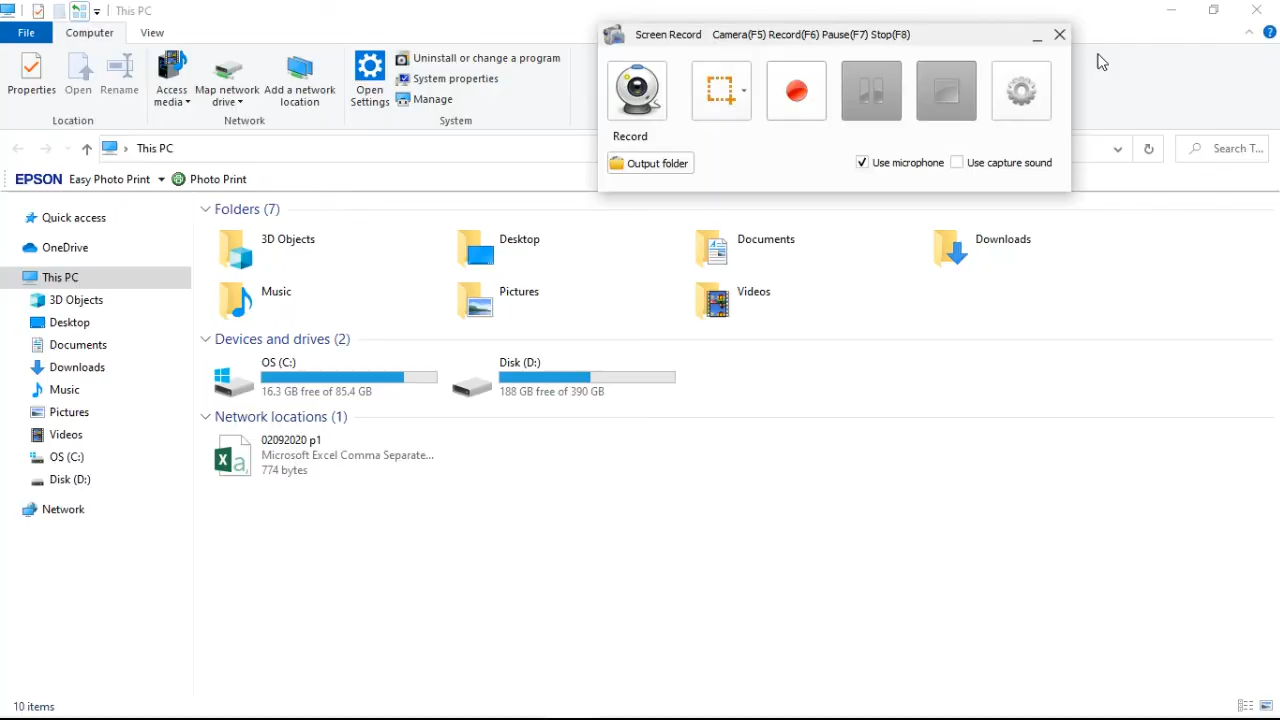 This PC
File Computer View
Screen Record Camera(F5) Record(F6) Pause(F7) Stop(F8)
Properties Open Rename
Location
Access media Map network drive Add a network location
Network
Open Settings
Uninstall or change a program
System properties
Manage
System
Record
Output folder
Use microphone Use capture sound
This PC
Search T...
EPSON Easy Photo Print Photo Print
Quick access
OneDrive
This PC
3D Objects
Desktop
Documents
Downloads
Music
Pictures
Videos
OS (C:)
Disk (D:)
Network
Folders (7)
3D Objects
Desktop
Documents
Downloads
Music
Pictures
Videos
Devices and drives (2)
OS (C:)
16.3 GB free of 85.4 GB
Disk (D:)
188 GB free of 390 GB
Network locations (1)
02092020 p1
Microsoft Excel Comma Separate...
774 bytes
10 items